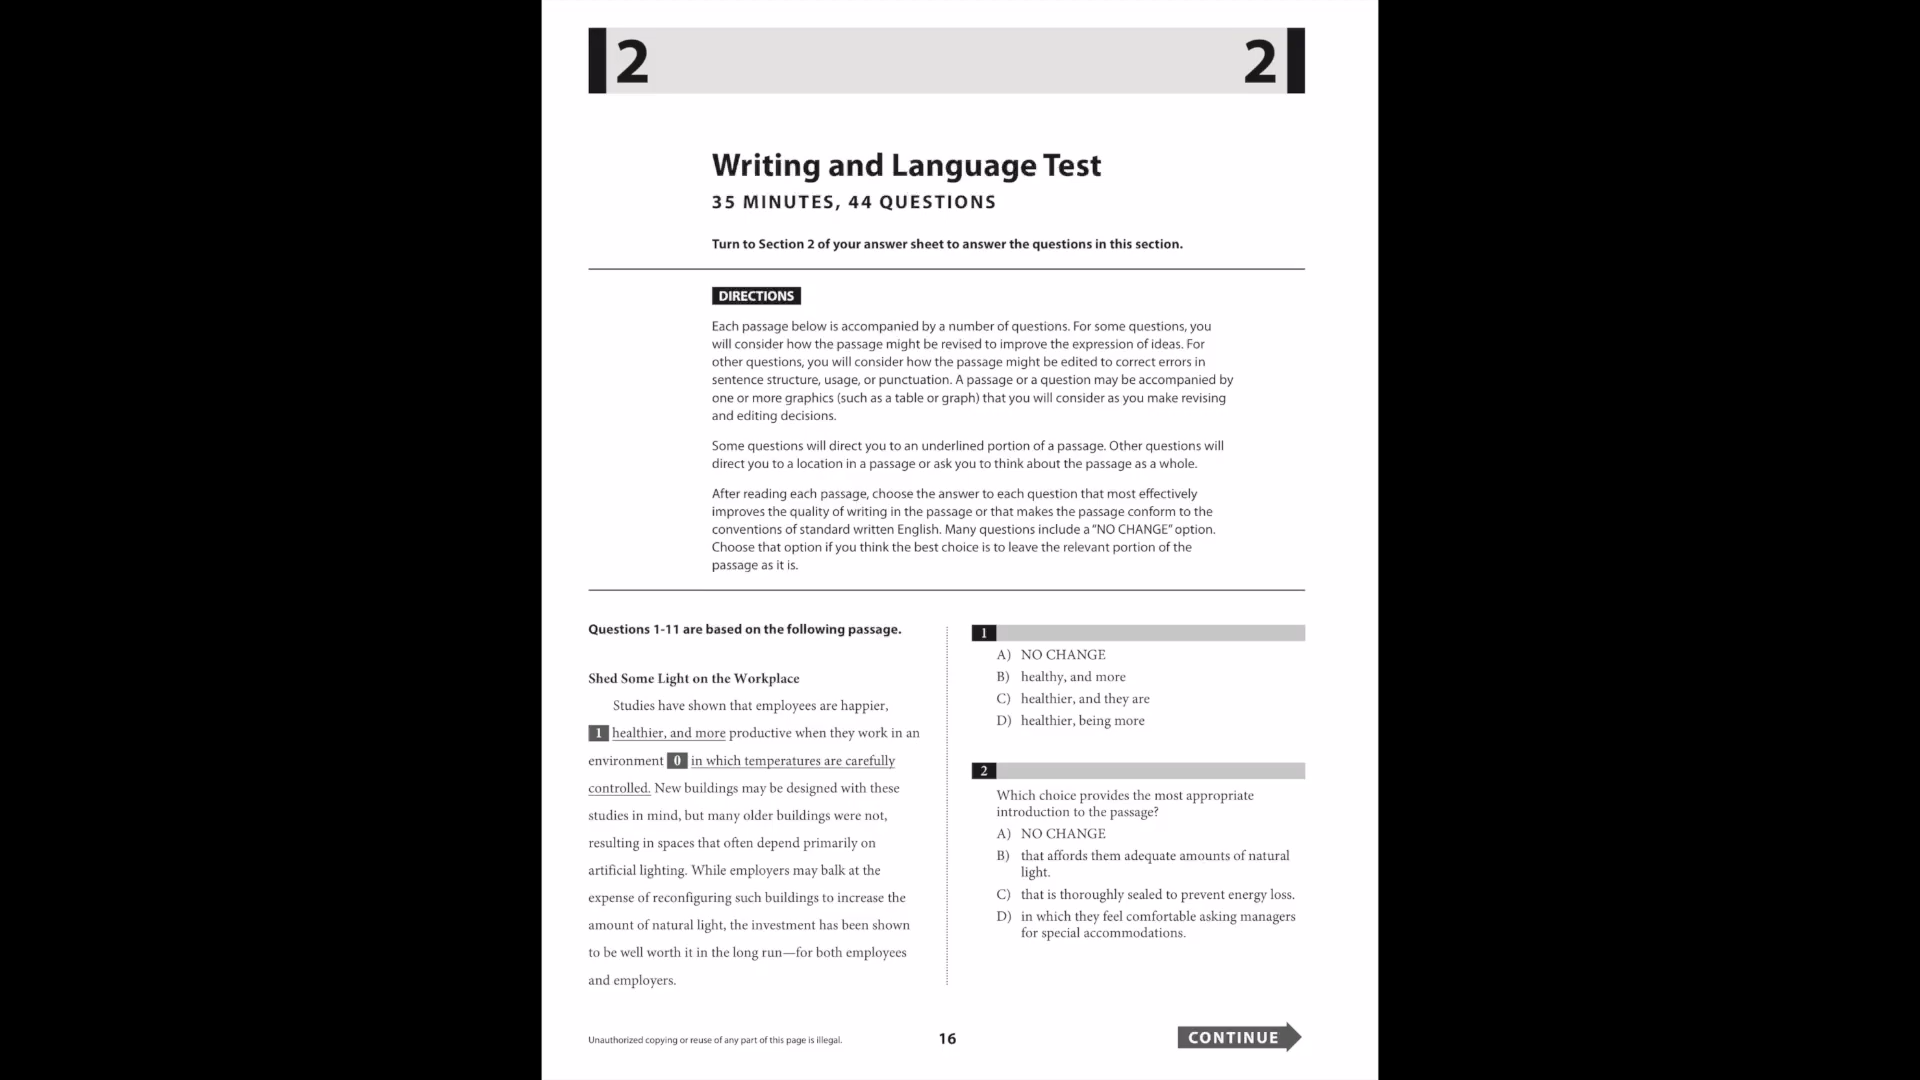 2 2
Writing and Language Test
35 MINUTES, 44 QUESTIONS
Turn to Section 2 of your answer sheet to answer the questions in this section.
DIRECTIONS
Each passage below is accompanied by a number of questions. For some questions, you
will consider how the passage might be revised to improve the expression of ideas. For
other questions, you will consider how the passage might be edited to correct errors in
sentence structure, usage, or punctuation. A passage or a question may be accompanied by
one or more graphics (such as a table or graph) that you will consider as you make revising
and editing decisions.
Some questions will direct you to an underlined portion of a passage. Other questions will
direct you to a location in a passage or ask you to think about the passage as a whole.
After reading each passage, choose the answer to each question that most effectively
improves the quality of writing in the passage or that makes the passage conform to the
conventions of standard written English. Many questions include a “NO CHANGE” option.
Choose that option if you think the best choice is to leave the relevant portion of the
passage as it is.
Questions 1-11 are based on the following passage.
Shed Some Light on the Workplace
Studies have shown that employees are happier,
1 healthier, and more productive when they work in an
environment 0 in which temperatures are carefully
controlled. New buildings may be designed with these
studies in mind, but many older buildings were not,
resulting in spaces that often depend primarily on
artificial lighting. While employers may balk at the
expense of reconfiguring such buildings to increase the
amount of natural light, the investment has been shown
to be well worth it in the long run—for both employees
and employers.
1
A) NO CHANGE
B) healthy, and more
C) healthier, and they are
D) healthier, being more
2
Which choice provides the most appropriate
introduction to the passage?
A) NO CHANGE
B) that affords them adequate amounts of natural
light.
C) that is thoroughly sealed to prevent energy loss.
D) in which they feel comfortable asking managers
for special accommodations.
Unauthorized copying or reuse of any part of this page is illegal.
16
CONTINUE